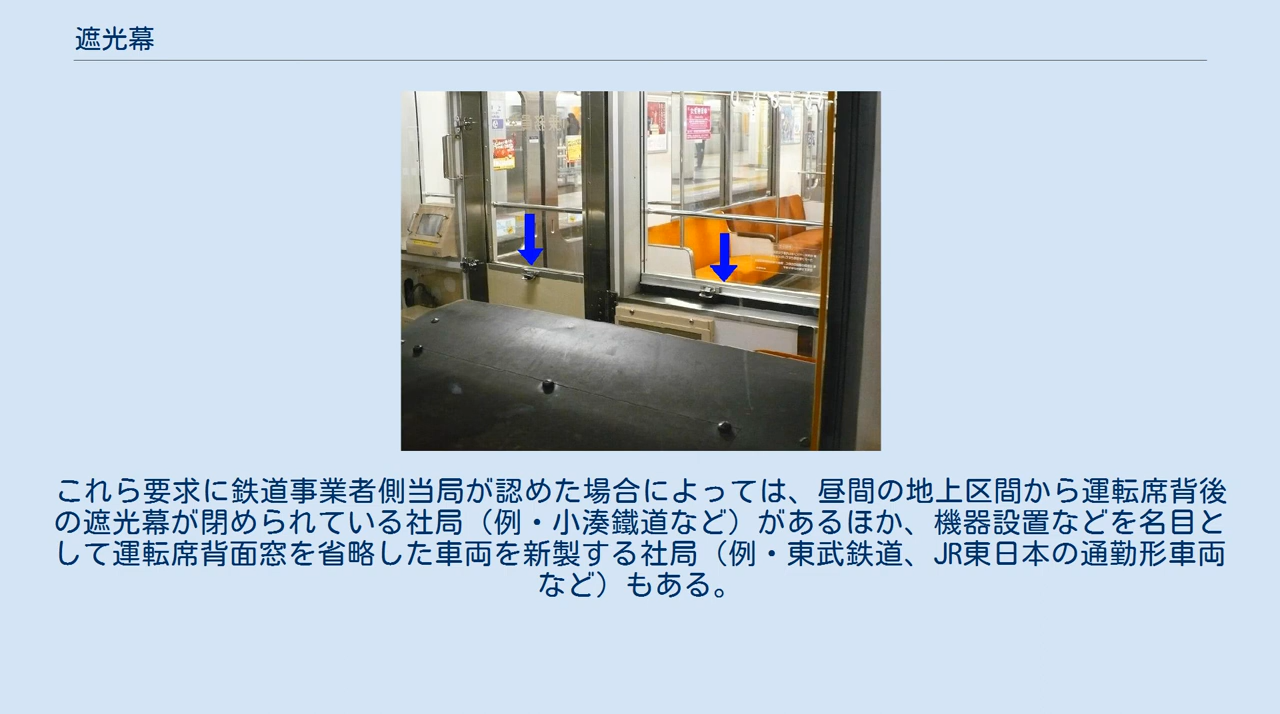 遮光幕
これら要求に鉄道事業者側当局が認めた場合によっては、昼間の地上区間から運転席背後
の遮光幕が閉められている社局（例・小湊鐵道など）があるほか、機器設置などを名目と
して運転席背面窓を省略した車両を新製する社局（例・東武鉄道、JR東日本の通勤形車両
など）もある。